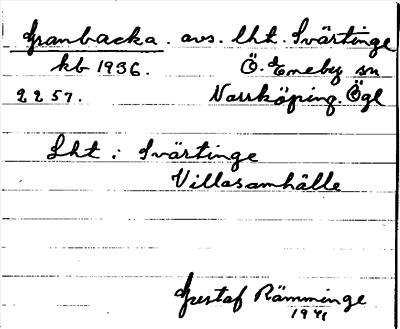 Granbacka. avs. lht. Svärtinge
kb 1936. Ö. Eneby sn
2257. Norrköping. Ögl
Lht i Svärtinge
Villasamhälle
Gustaf Rämminge
1941